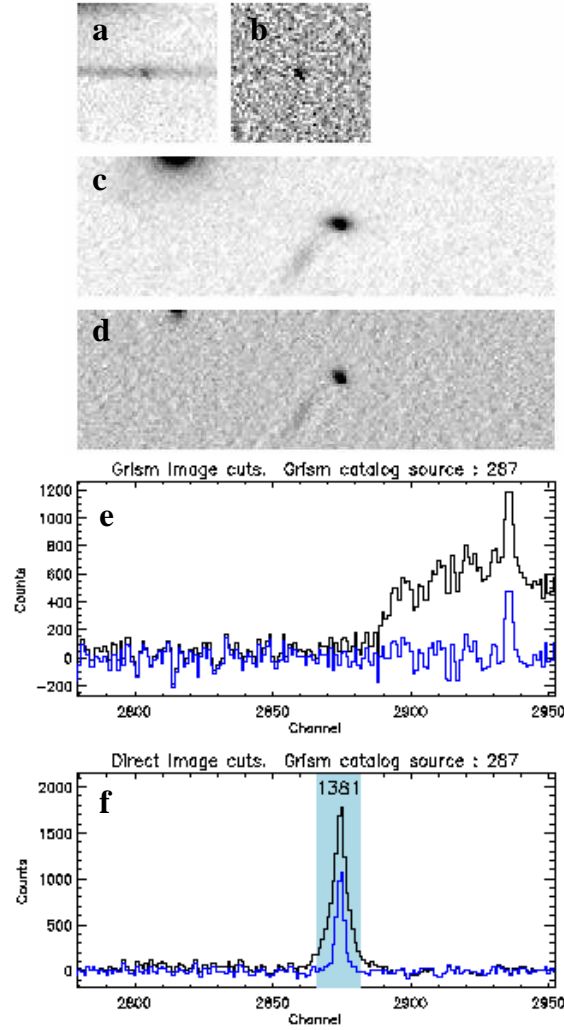 a
b
c
d
Grism image cuts. Grism catalog source : 287
e
1200
1000
800
600
400
200
0
−200
Counts
2800
2850
2900
2950
Channel
Direct image cuts. Grism catalog source : 287
f
1381
2000
1500
1000
500
0
Counts
2800
2850
2900
2950
Channel